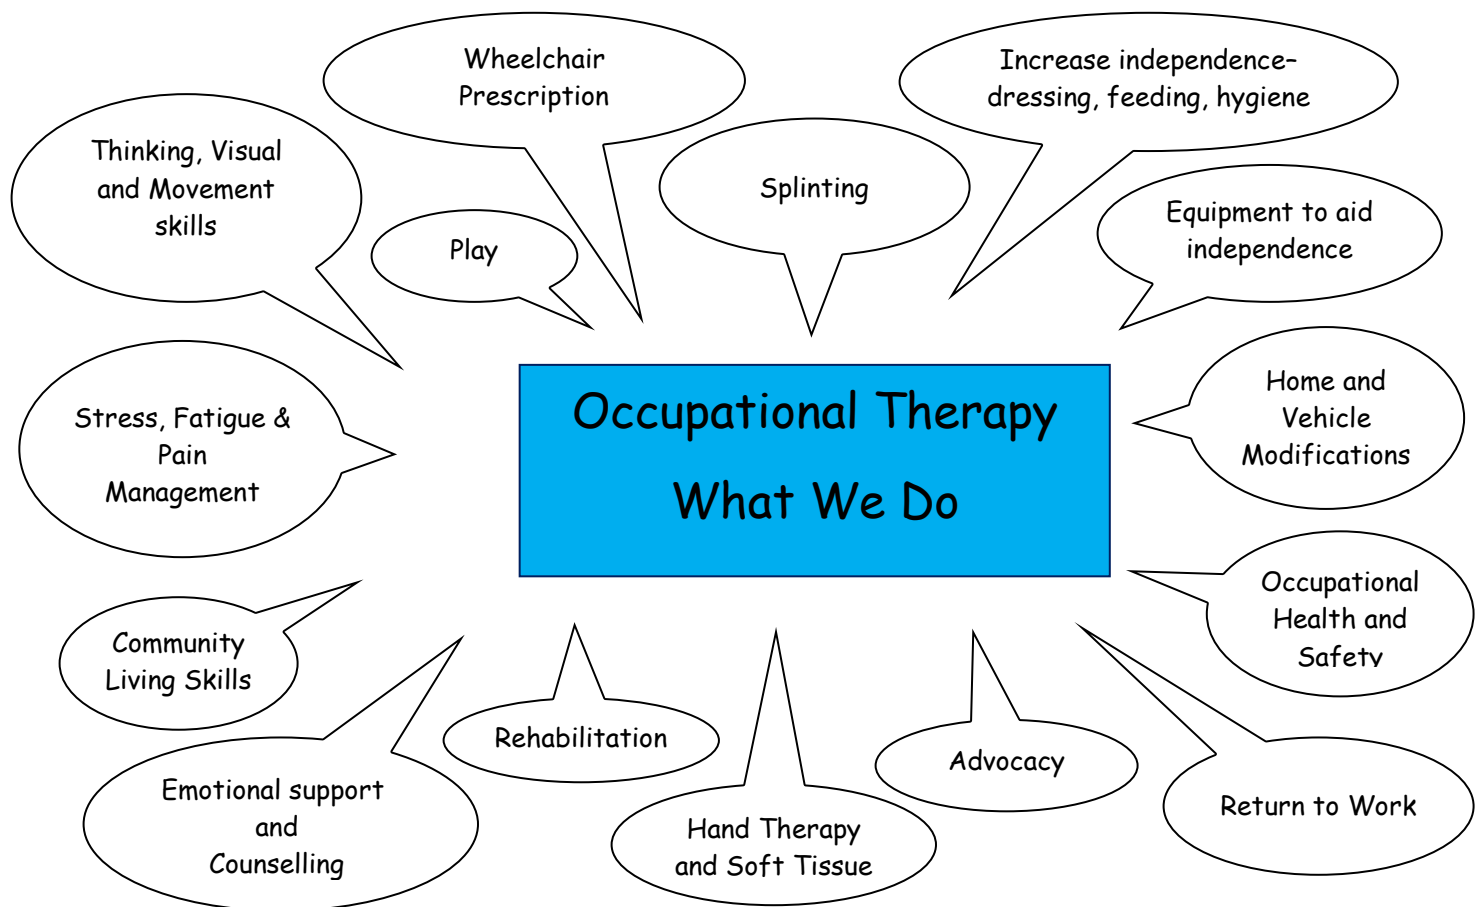 Wheelchair
Prescription
Increase independence–
dressing, feeding, hygiene
Thinking, Visual
and Movement
skills
Splinting
Play
Equipment to aid
independence
Occupational Therapy
What We Do
Home and
Vehicle
Modifications
Stress, Fatigue &
Pain
Management
Occupational
Health and
Safety
Community
Living Skills
Rehabilitation
Advocacy
Emotional support
and
Counselling
Hand Therapy
and Soft Tissue
Return to Work